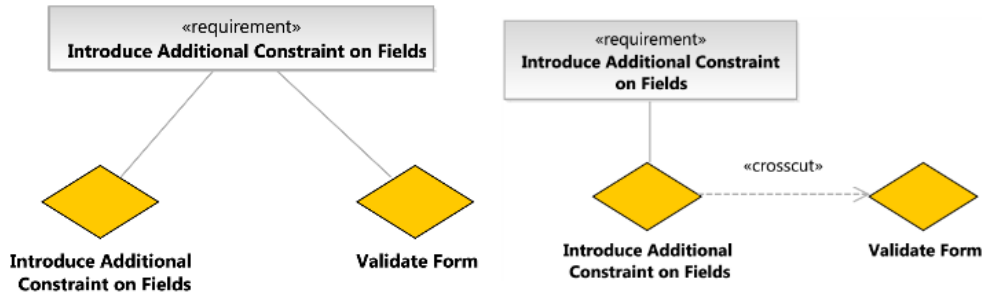 «requirement»
Introduce Additional Constraint on Fields
Introduce Additional
Constraint on Fields
Validate Form
«requirement»
Introduce Additional Constraint
on Fields
«crosscut»
Introduce Additional
Constraint on Fields
Validate Form